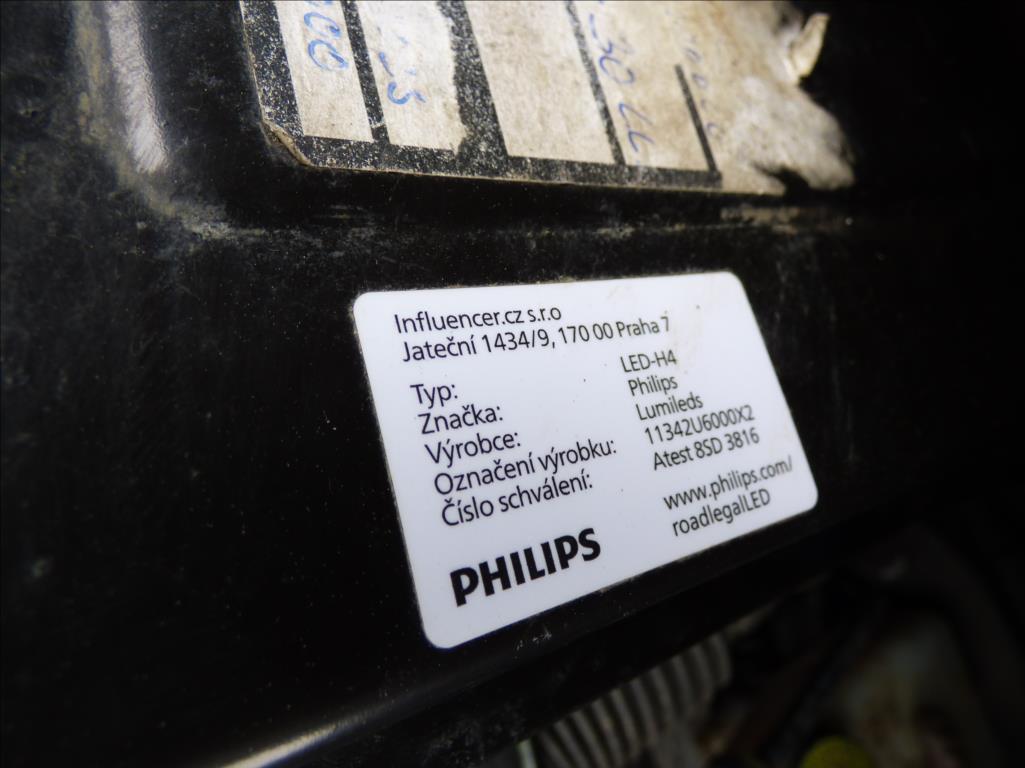 Influencer.cz s.r.o
Jateční 1434/9, 170 00 Praha 7
Typ: LED-H4
Značka: Philips
Výrobce: Lumileds
Označení výrobku: 11342U6000X2
Číslo schválení: Atest 8SD 3816
www.philips.com/
roadlegalLED
PHILIPS